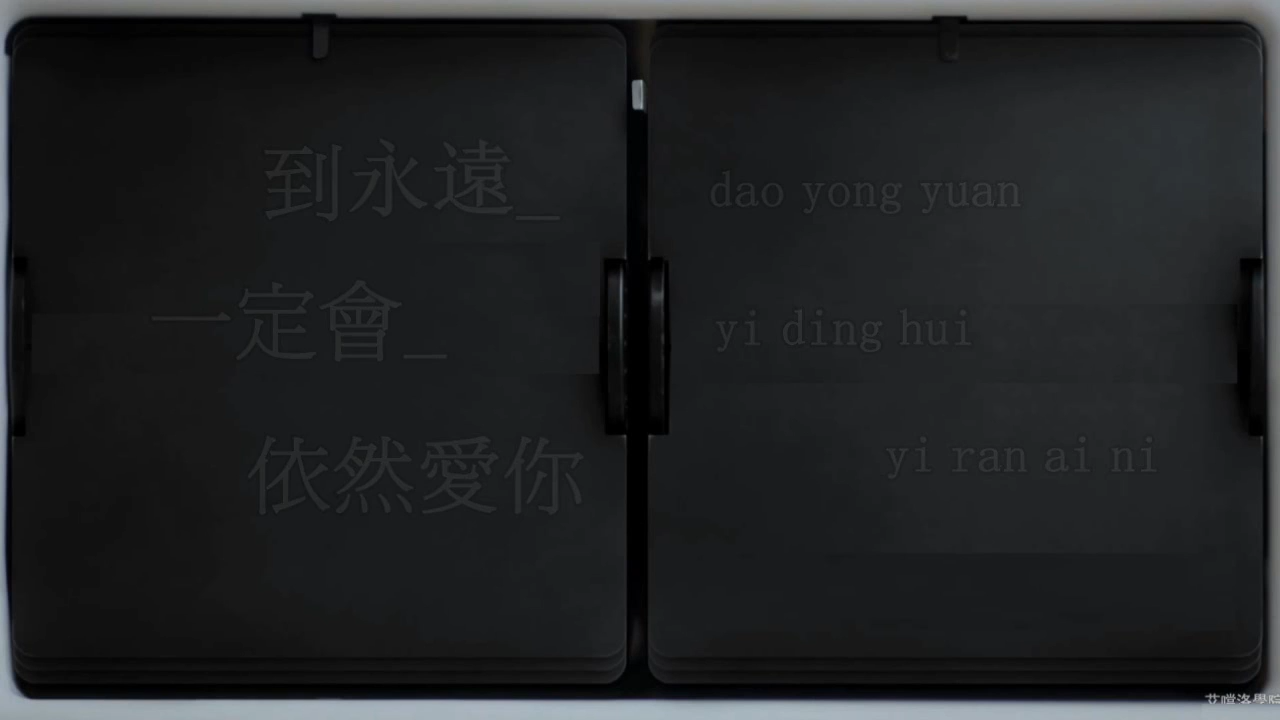 到永遠_
一定會_
依然愛你
dao yong yuan
yi ding hui
yi ran ai ni